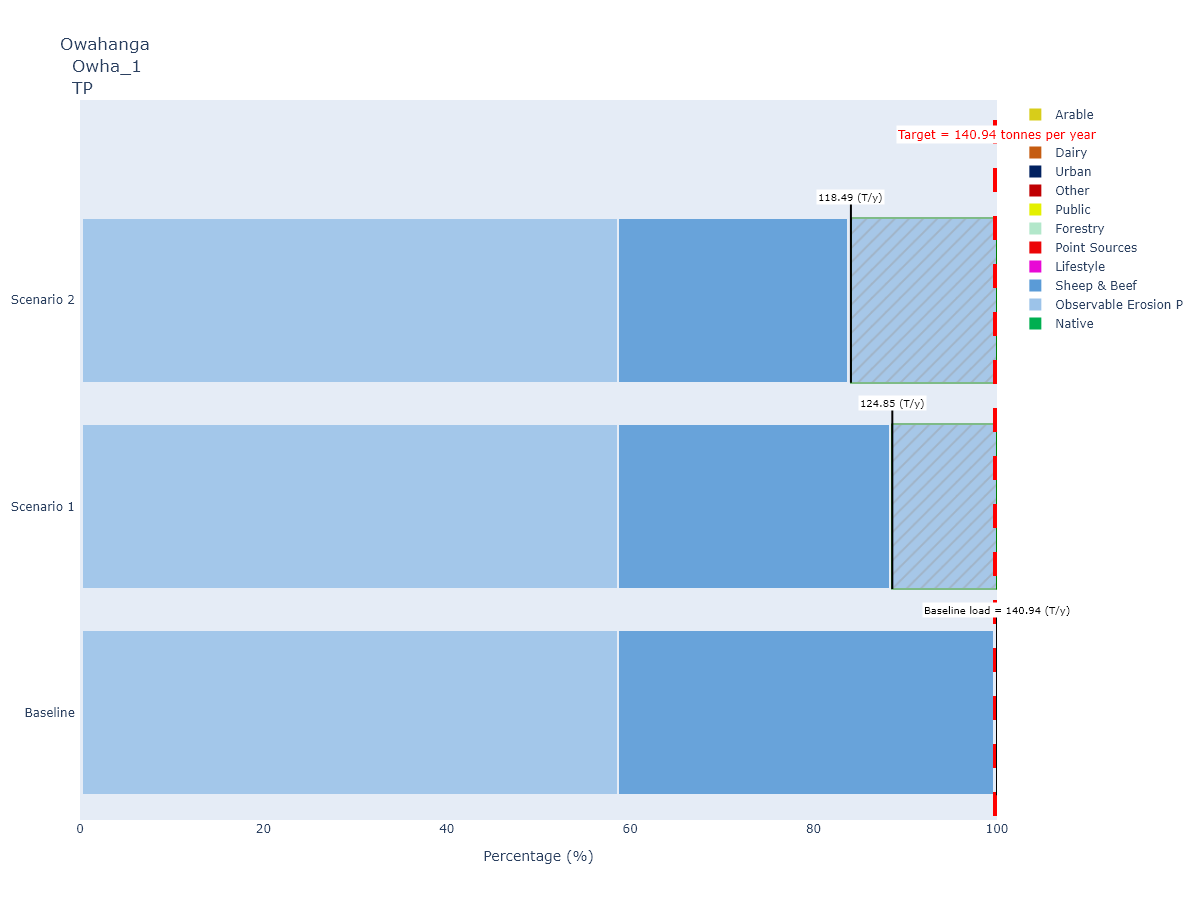 Owahanga
Owha_1
TP
Arable
Target = 140.94 tonnes per year
Dairy
Urban
Other
Public
Forestry
Point Sources
Lifestyle
Sheep & Beef
Observable Erosion P
Native
118.49 (T/y)
Scenario 2
124.85 (T/y)
Scenario 1
Baseline load = 140.94 (T/y)
Baseline
0 20 40 60 80 100
Percentage (%)